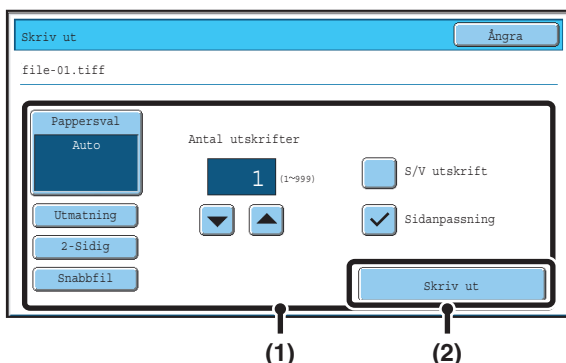 Skriv ut
Ångra
file-01.tiff
Pappersval
Auto
Antal utskrifter
1 (1~999)
S/V utskrift
Utmatning
Sidanpassning
2-Sidig
Snabbfil
Skriv ut
(1) (2)